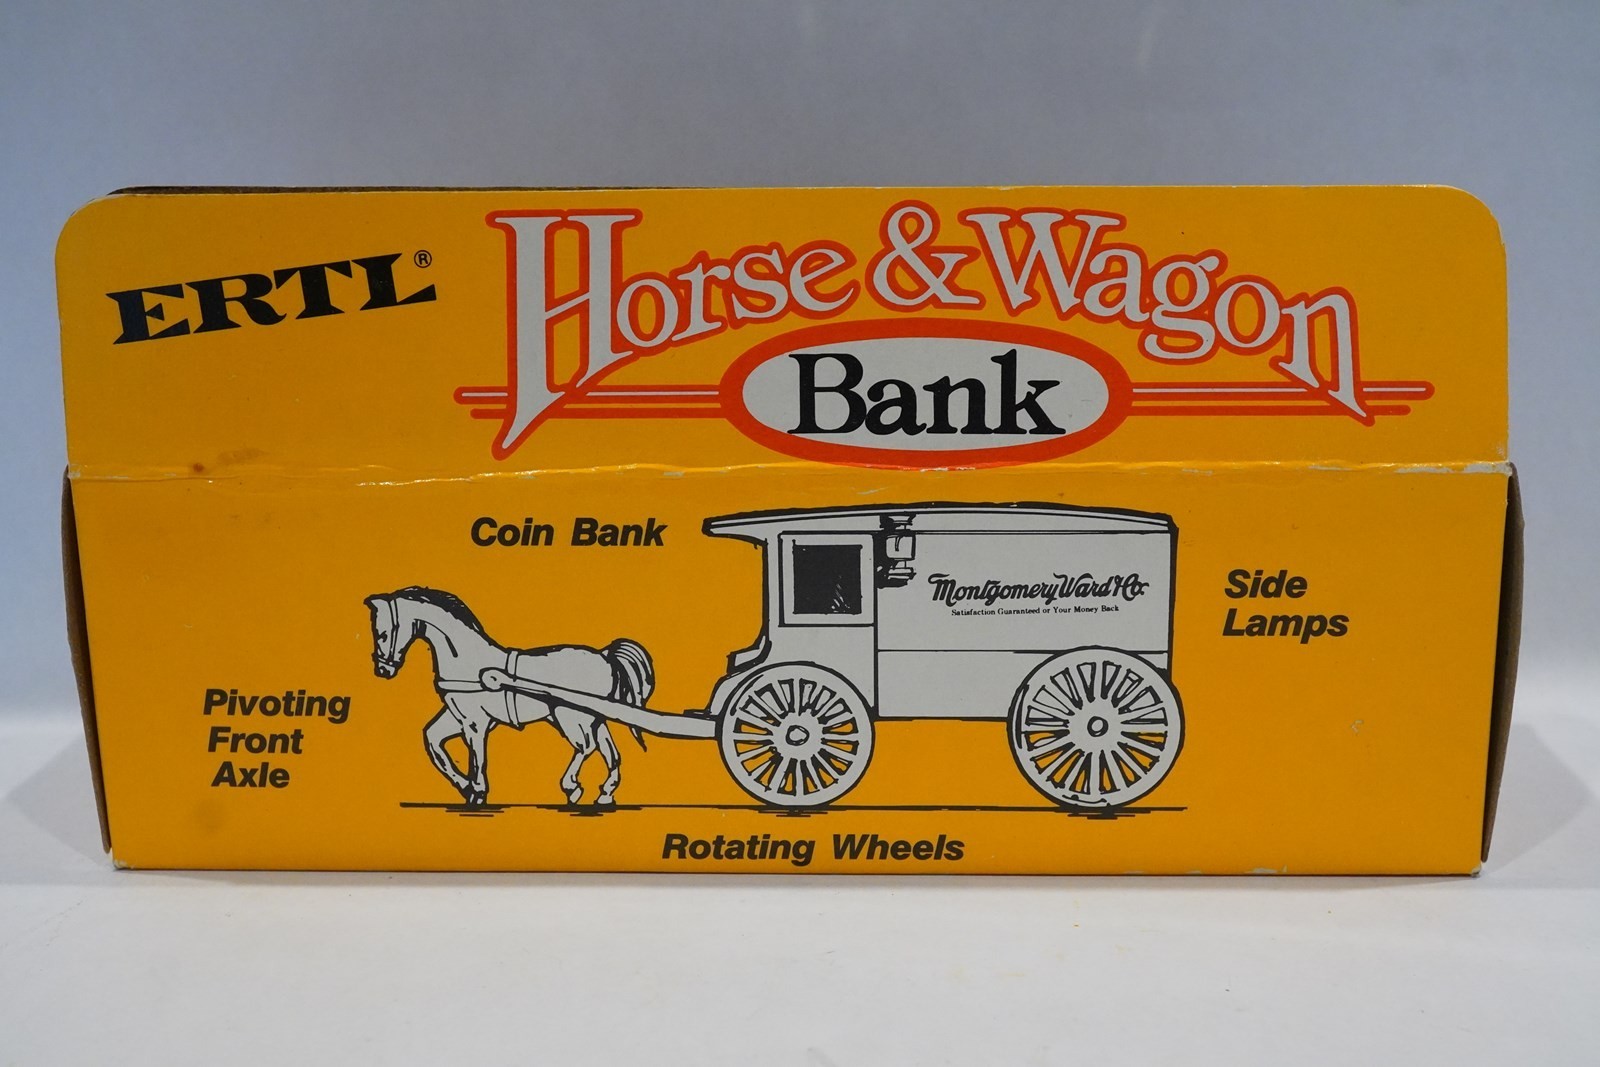 ERTL®
Horse & Wagon
Bank
Coin Bank
Montgomery Ward & Co.
Satisfaction Guaranteed or Your Money Back
Side
Lamps
Pivoting
Front
Axle
Rotating Wheels